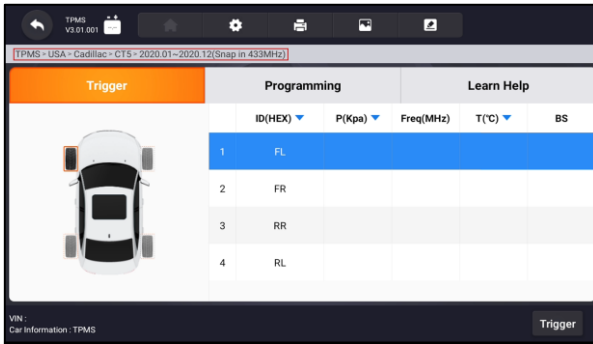 TPMS
V3.01.001
TPMS > USA > Cadillac > CT5 > 2020.01~2020.12(Snap in 433MHz)
Trigger Programming Learn Help
ID(HEX) P(Kpa) Freq(MHz) T(℃) BS
1 FL
2 FR
3 RR
4 RL
VIN :
Car Information : TPMS
Trigger